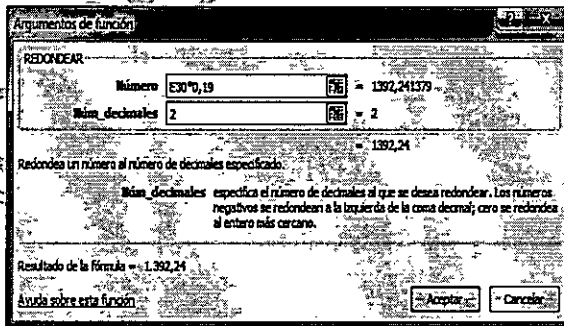 Argumentos de función
REDONDEAR
Número E30*0,19 = 1392,241379
Núm_decimales 2 = 2
= 1392,24
Redondea un número al número de decimales especificado.
Núm_decimales especifica el número de decimales al que se desea redondear. Los números
negativos se redondean a la izquierda de la coma decimal; cero se redondea
al entero más cercano.
Resultado de la fórmula = 1.392,24
Ayuda sobre esta función Aceptar Cancelar